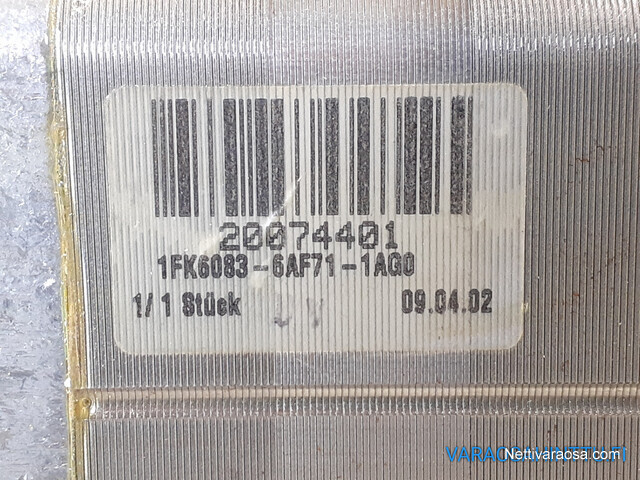 20074401
1FK6083-6AF71-1AG0
1/ 1 Stück
09.04.02
Nettivaraosa.com